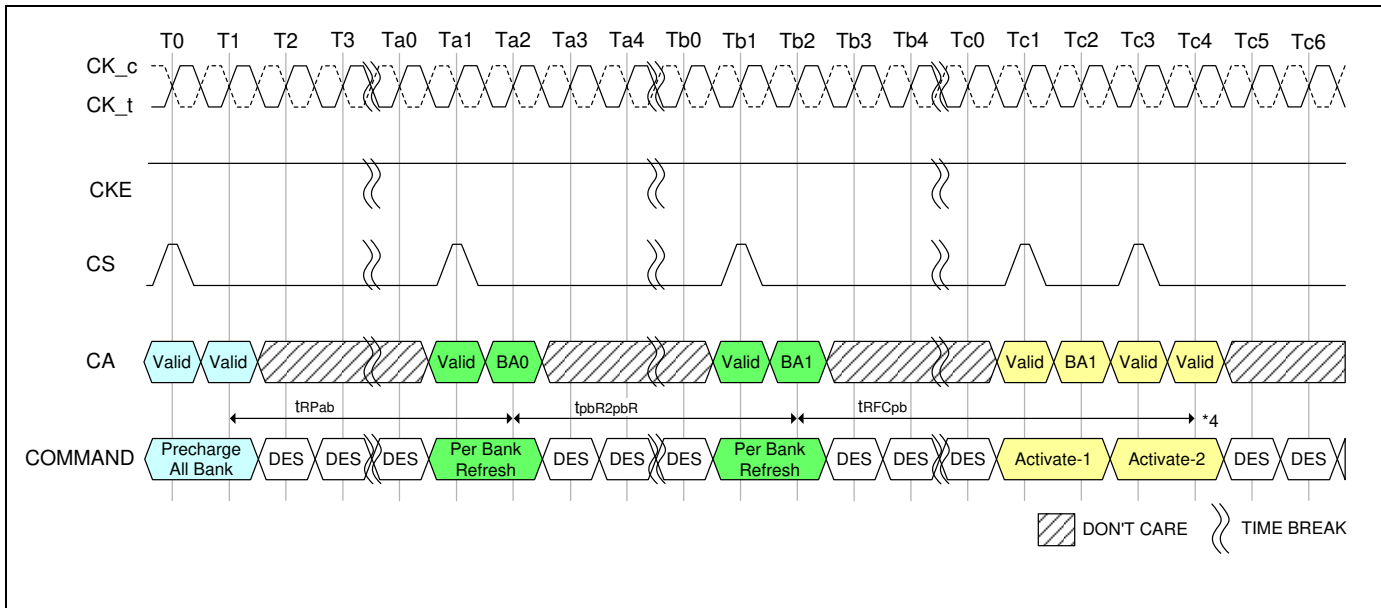 T0 T1 T2 T3 Ta0 Ta1 Ta2 Ta3 Ta4 Tb0 Tb1 Tb2 Tb3 Tb4 Tc0 Tc1 Tc2 Tc3 Tc4 Tc5 Tc6
CK_c
CK_t
CKE
CS
CA Valid Valid Valid BA0 Valid BA1 Valid BA1 Valid Valid
tRPab tpbR2pbR tRFCpb *4
COMMAND Precharge All Bank DES DES DES Per Bank Refresh DES DES DES Per Bank Refresh DES DES DES Activate-1 Activate-2 DES DES
DON'T CARE TIME BREAK